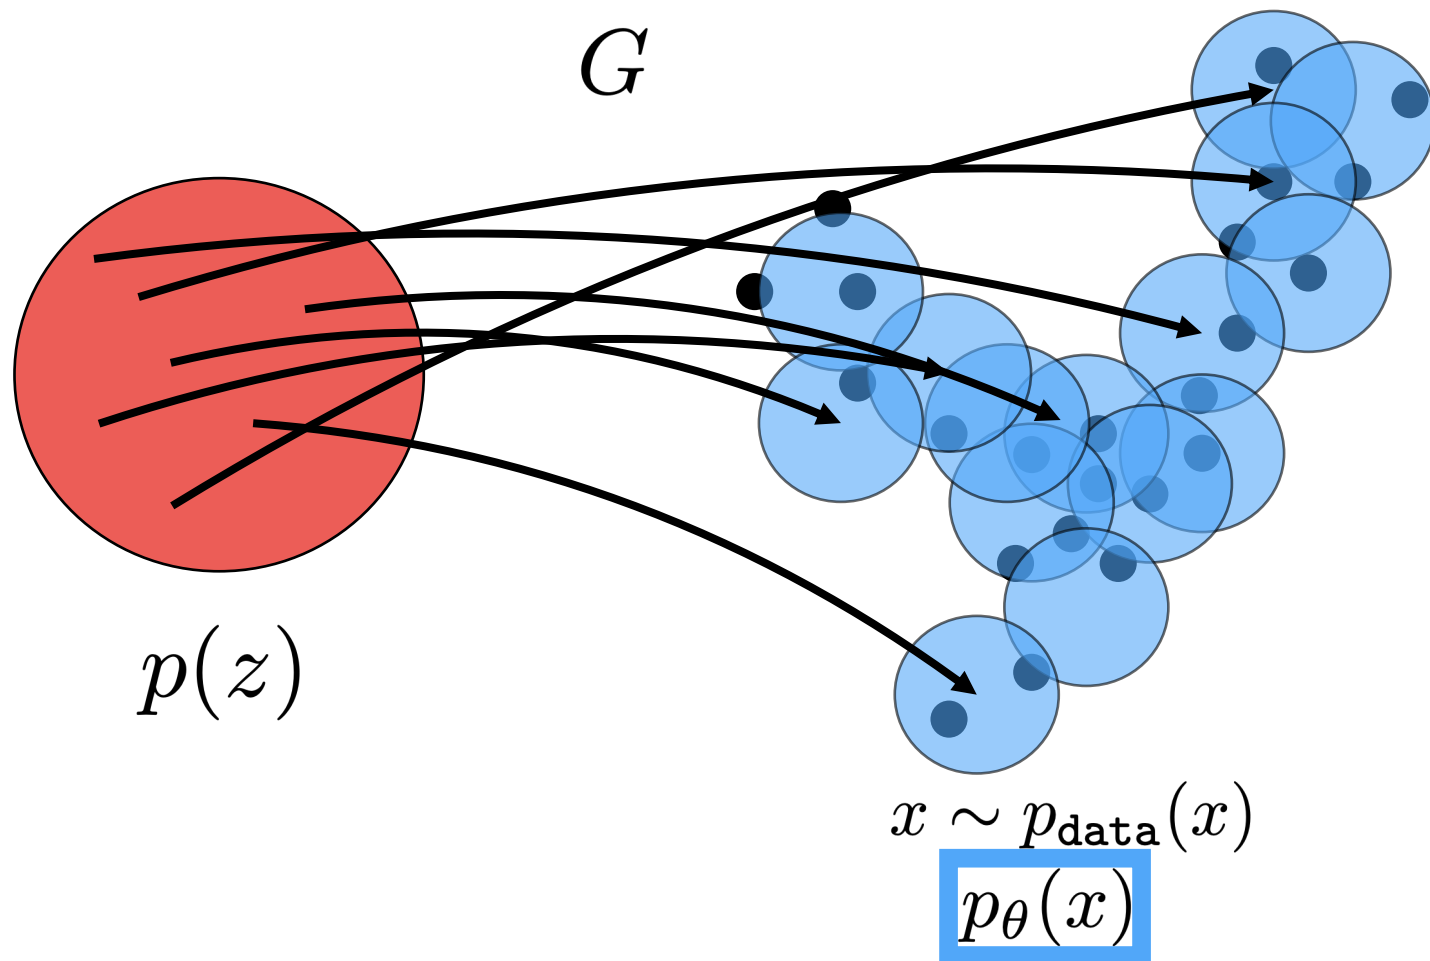 G
p(z)
x ∼ p_data(x)
p_θ(x)